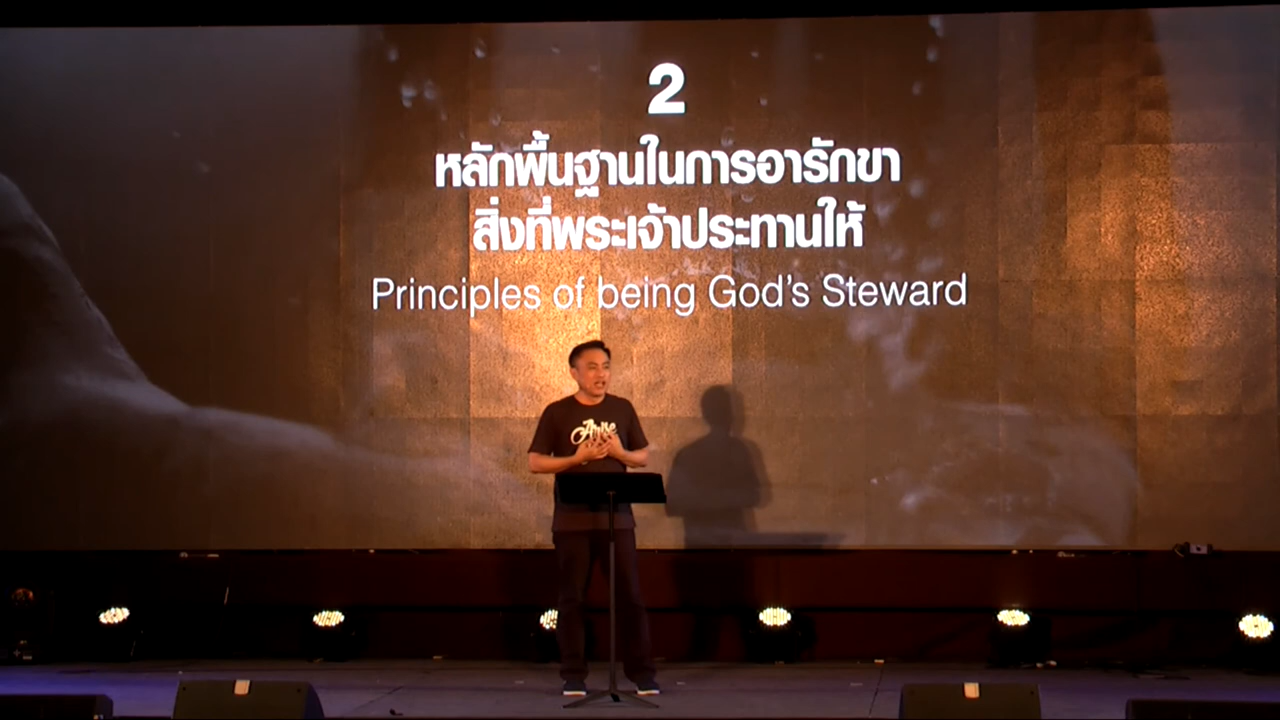 2
หลักพื้นฐานในการอารักขา
สิ่งที่พระเจ้าประทานให้
Principles of being God's Steward
Arise